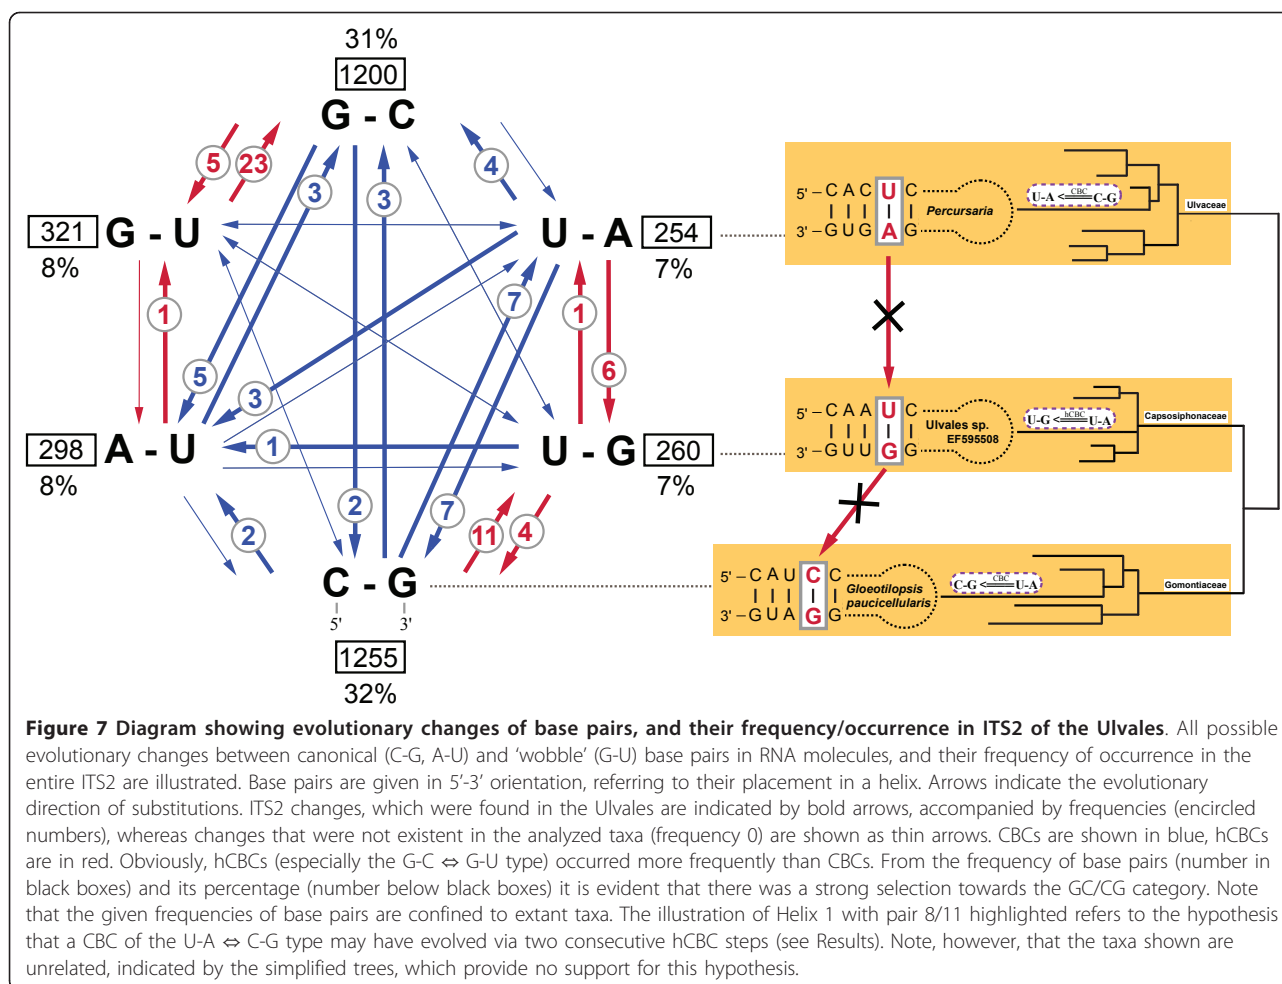 31%
1200
G - C
5
23
3
3
4
321
G - U
8%
U - A
254
7%
1
7
1
6
5
3
298
A - U
8%
1
U - G
260
7%
2
2
7
11
4
C - G
5'
3'
1255
32%
5' – C A C U C
3' – G U G A G
Percursaria
U-A <CBC> C-G
Ulvaceae
5' – C A A U C
3' – G U U G G
Ulvales sp.
EF595508
hCBC
U-G U-A
Capsosiphonaceae
5' – C A U C C
3' – G U A G G
Gloeotilopsis
paucicellularis
CBC
C-G U-A
Gomontiaceae
Figure 7 Diagram showing evolutionary changes of base pairs, and their frequency/occurrence in ITS2 of the Ulvales. All possible
evolutionary changes between canonical (C-G, A-U) and 'wobble' (G-U) base pairs in RNA molecules, and their frequency of occurrence in the
entire ITS2 are illustrated. Base pairs are given in 5'-3' orientation, referring to their placement in a helix. Arrows indicate the evolutionary
direction of substitutions. ITS2 changes, which were found in the Ulvales are indicated by bold arrows, accompanied by frequencies (encircled
numbers), whereas changes that were not existent in the analyzed taxa (frequency 0) are shown as thin arrows. CBCs are shown in blue, hCBCs
are in red. Obviously, hCBCs (especially the G-C ⇔ G-U type) occurred more frequently than CBCs. From the frequency of base pairs (number in
black boxes) and its percentage (number below black boxes) it is evident that there was a strong selection towards the GC/CG category. Note
that the given frequencies of base pairs are confined to extant taxa. The illustration of Helix 1 with pair 8/11 highlighted refers to the hypothesis
that a CBC of the U-A ⇔ C-G type may have evolved via two consecutive hCBC steps (see Results). Note, however, that the taxa shown are
unrelated, indicated by the simplified trees, which provide no support for this hypothesis.